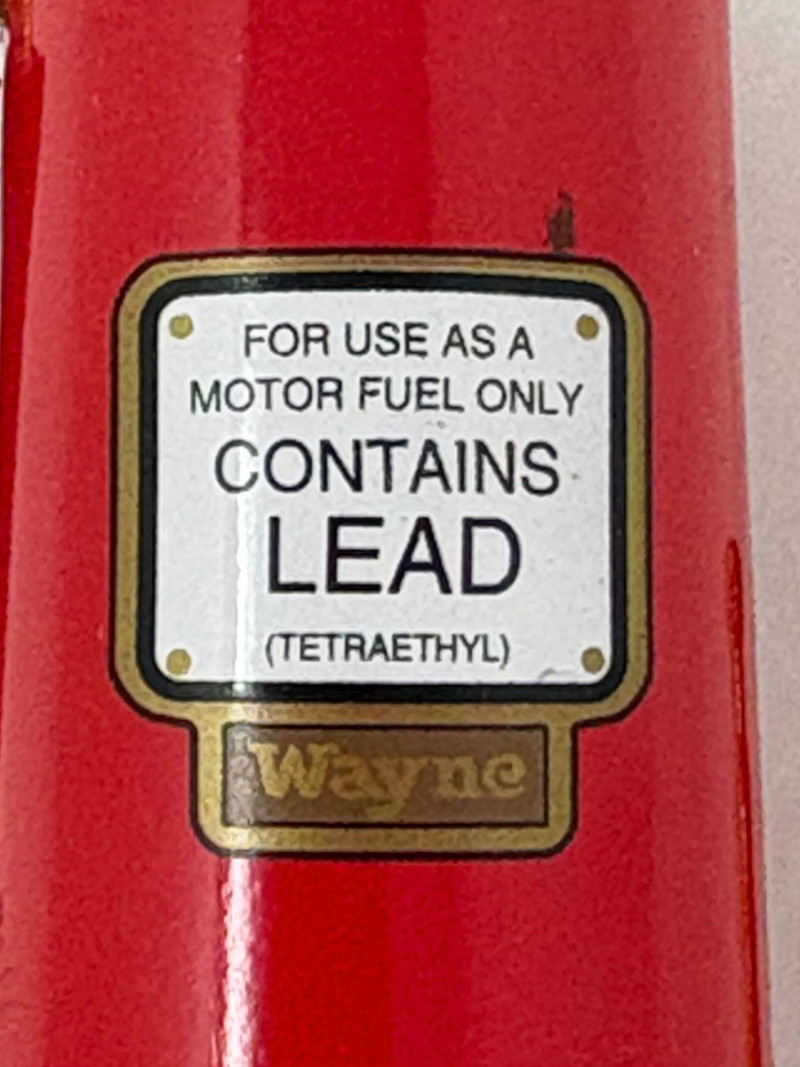 FOR USE AS A
MOTOR FUEL ONLY
CONTAINS
LEAD
(TETRAETHYL)
Wayne